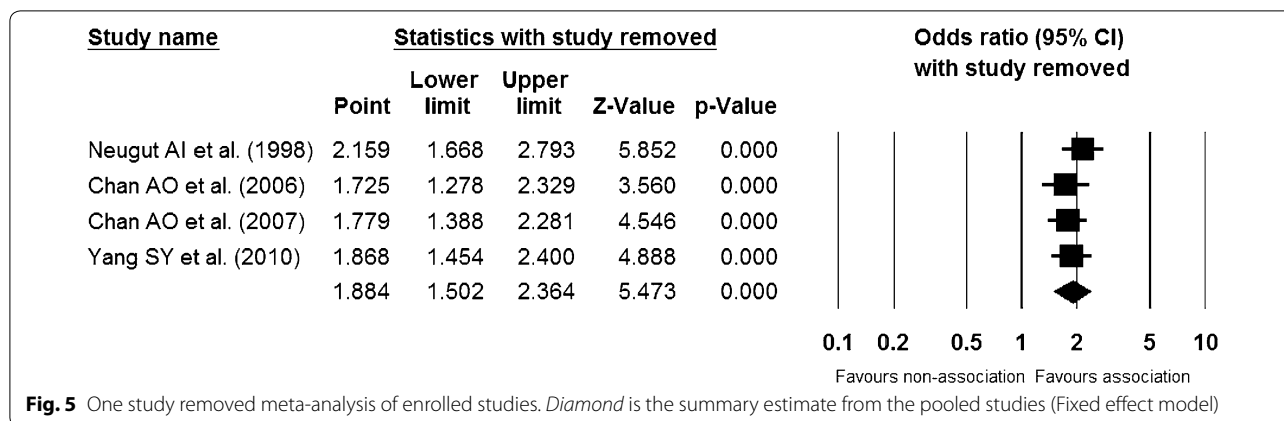 Study name Statistics with study removed Odds ratio (95% CI)
with study removed
Lower Upper
Point limit limit Z-Value p-Value
Neugut AI et al. (1998) 2.159 1.668 2.793 5.852 0.000
Chan AO et al. (2006) 1.725 1.278 2.329 3.560 0.000
Chan AO et al. (2007) 1.779 1.388 2.281 4.546 0.000
Yang SY et al. (2010) 1.868 1.454 2.400 4.888 0.000
1.884 1.502 2.364 5.473 0.000
0.1 0.2 0.5 1 2 5 10
Favours non-association Favours association
Fig. 5 One study removed meta-analysis of enrolled studies. Diamond is the summary estimate from the pooled studies (Fixed effect model)